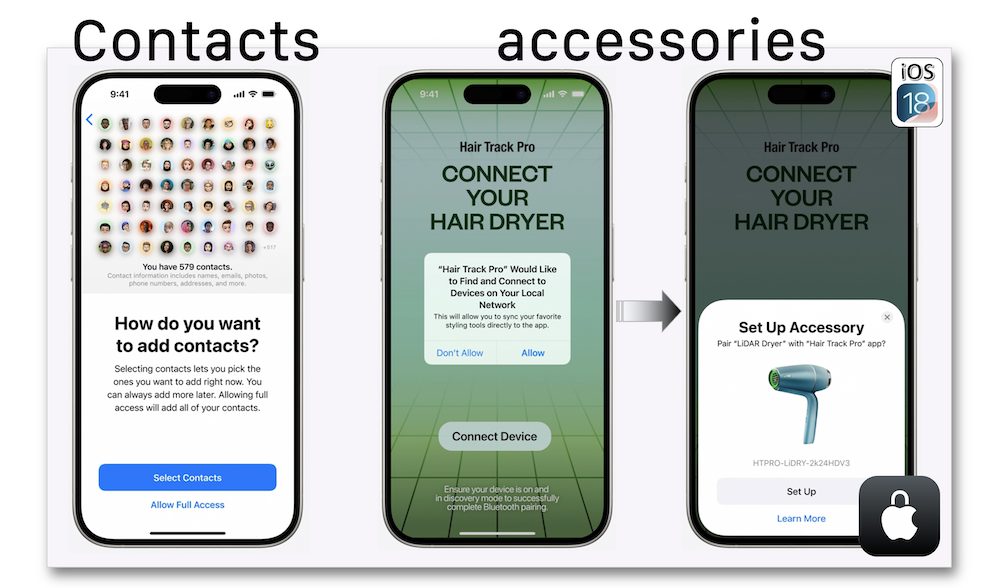 Contacts
accessories
iOS
18
9:41
+517
You have 579 contacts.
Contact information includes names, emails, photos,
phone numbers, addresses, and more.
How do you want
to add contacts?
Selecting contacts lets you pick the
ones you want to add right now. You
can always add more later. Allowing full
access will add all of your contacts.
Select Contacts
Allow Full Access
9:41
Hair Track Pro
CONNECT
YOUR
HAIR DRYER
“Hair Track Pro” Would Like
to Find and Connect to
Devices on Your Local
Network
This will allow you to sync your favorite
styling tools directly to the app.
Don't Allow
Allow
Connect Device
Ensure your device is on and
in discovery mode to successfully
complete Bluetooth pairing.
Hair Track Pro
CONNECT
YOUR
HAIR DRYER
Set Up Accessory
Pair “LiDAR Dryer” with “Hair Track Pro” app?
HTPRO-LiDRY-2k24HDV3
Set Up
Learn More